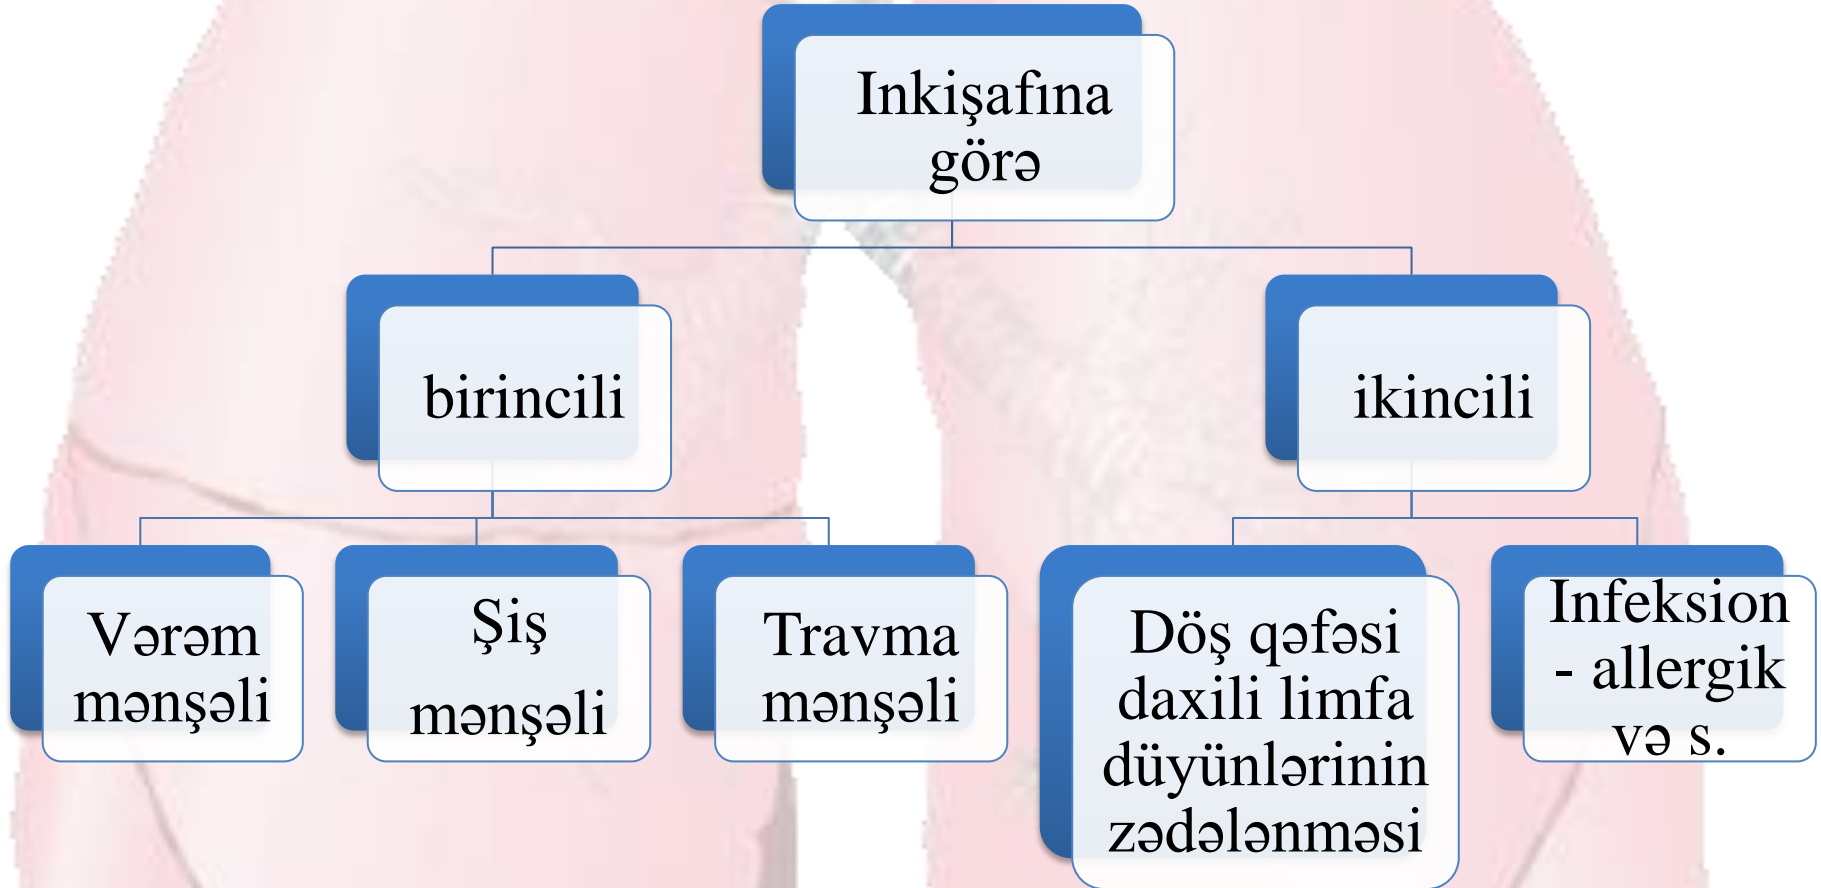 Inkişafına
görə
birincili
ikincili
Vərəm
mənşəli
Şiş
mənşəli
Travma
mənşəli
Döş qəfəsi
daxili limfa
düyünlərinin
zədələnməsi
Infeksion
- allergik
və s.